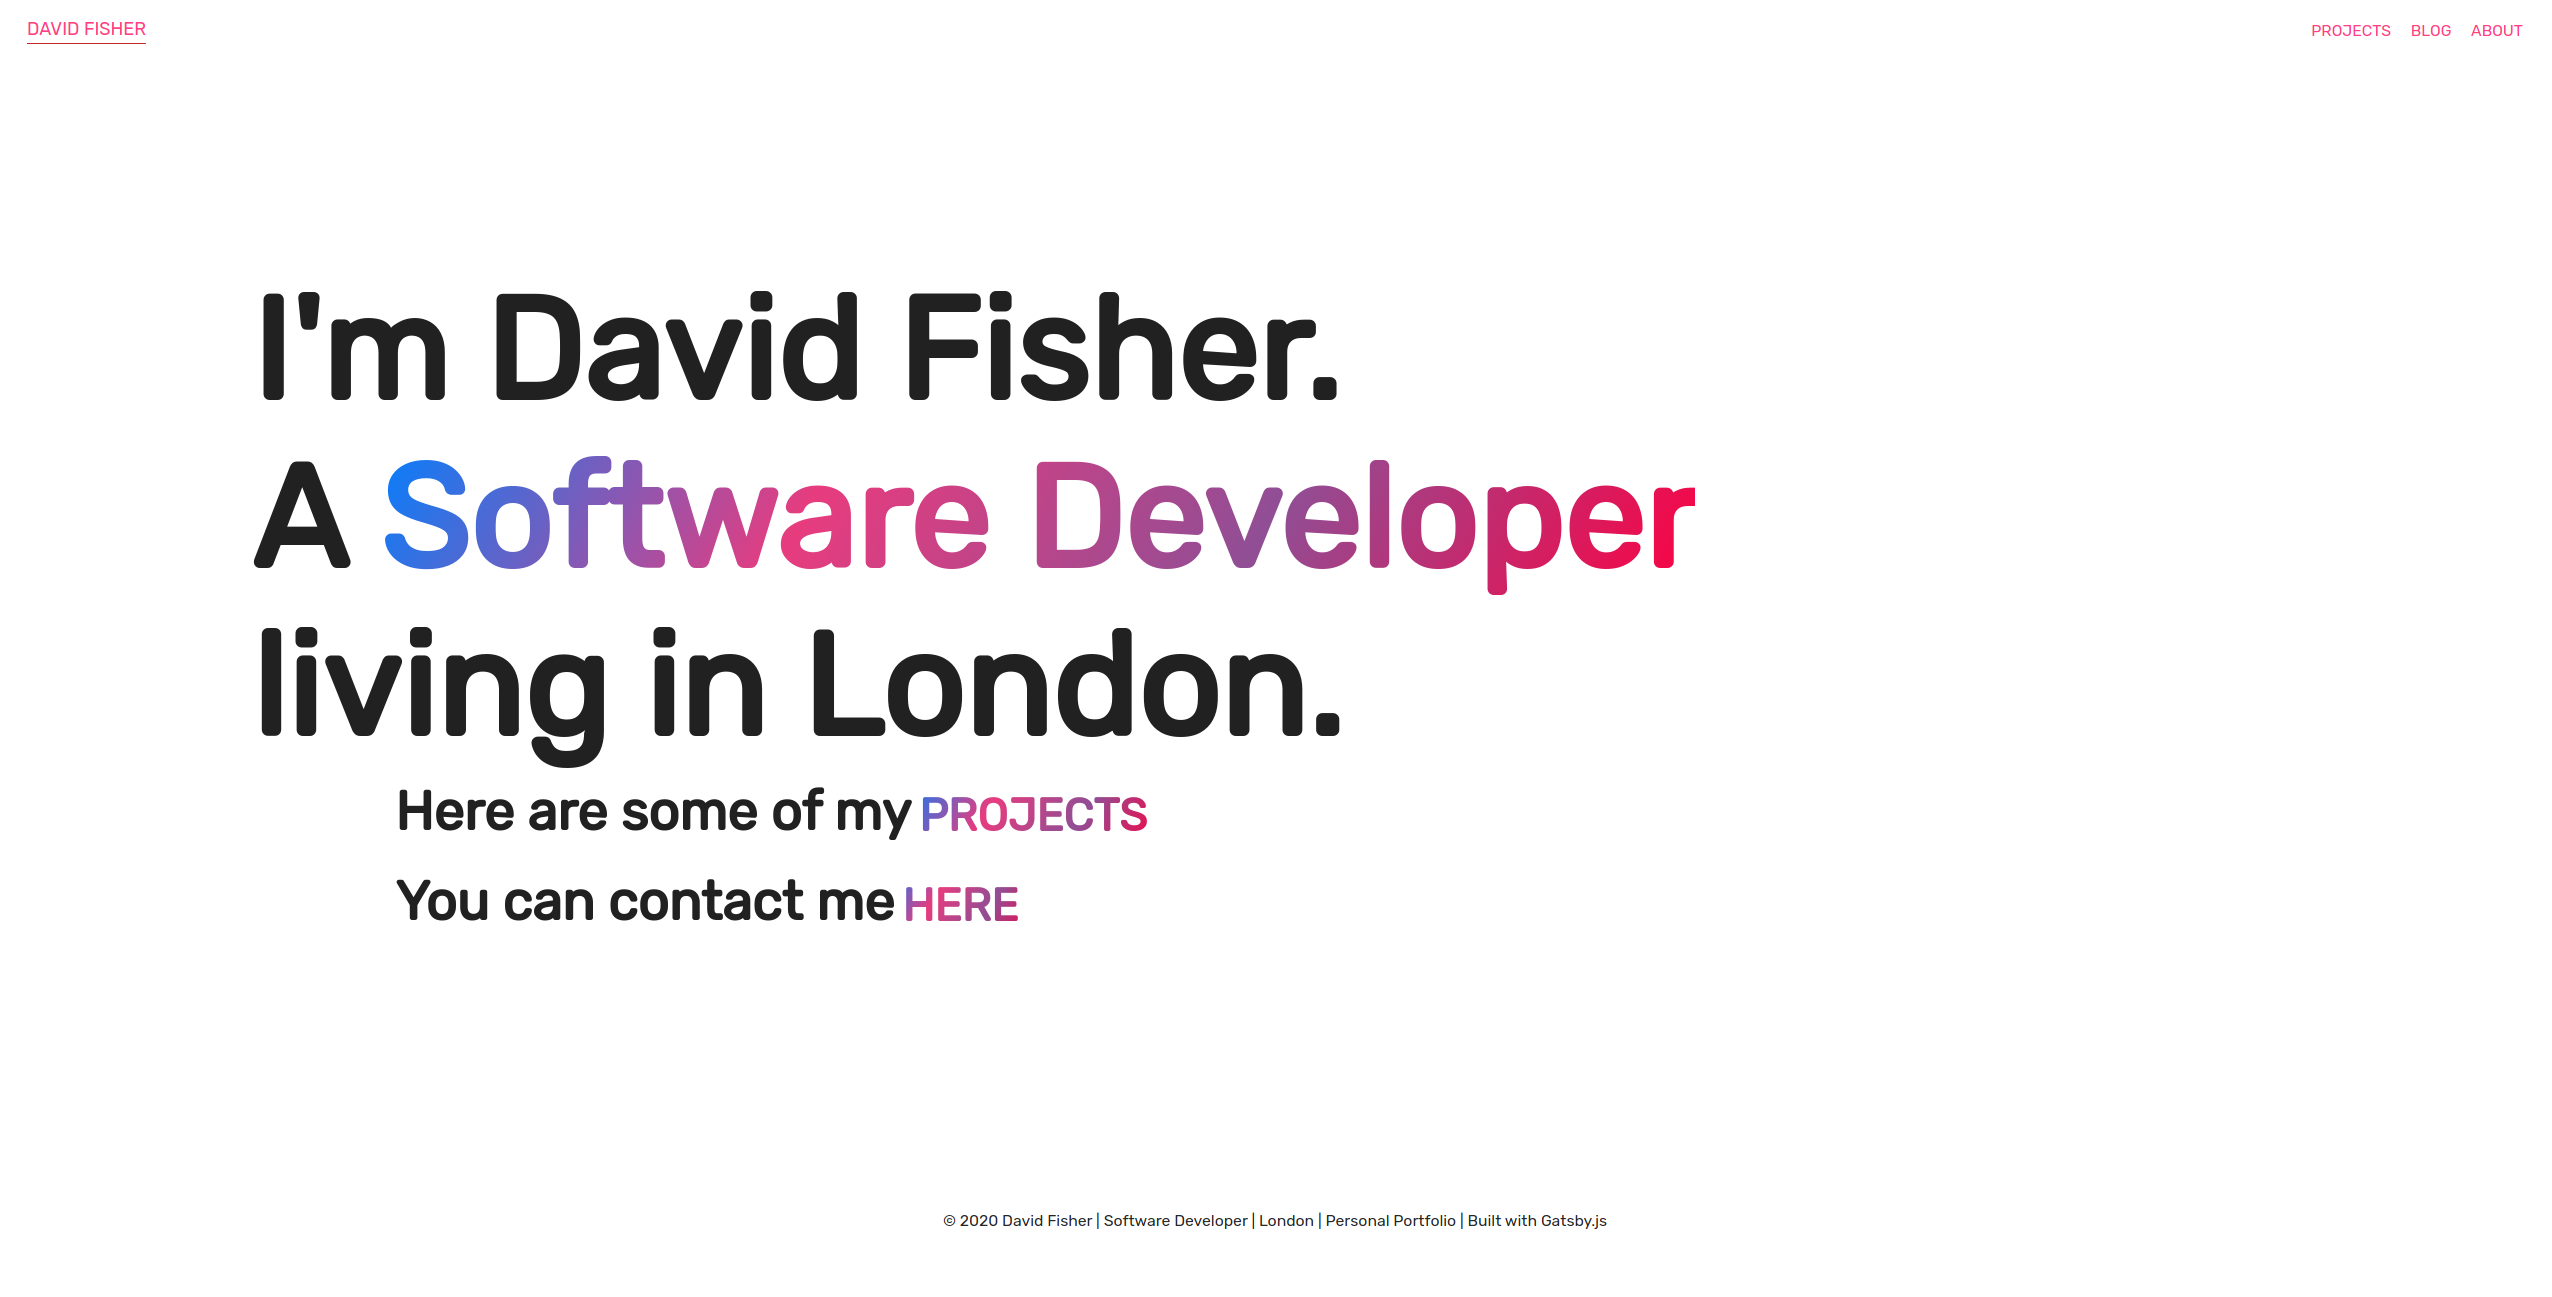 DAVID FISHER
PROJECTS BLOG ABOUT
I'm David Fisher.
A Software Developer
living in London.
Here are some of my PROJECTS
You can contact me HERE
© 2020 David Fisher | Software Developer | London | Personal Portfolio | Built with Gatsby.js